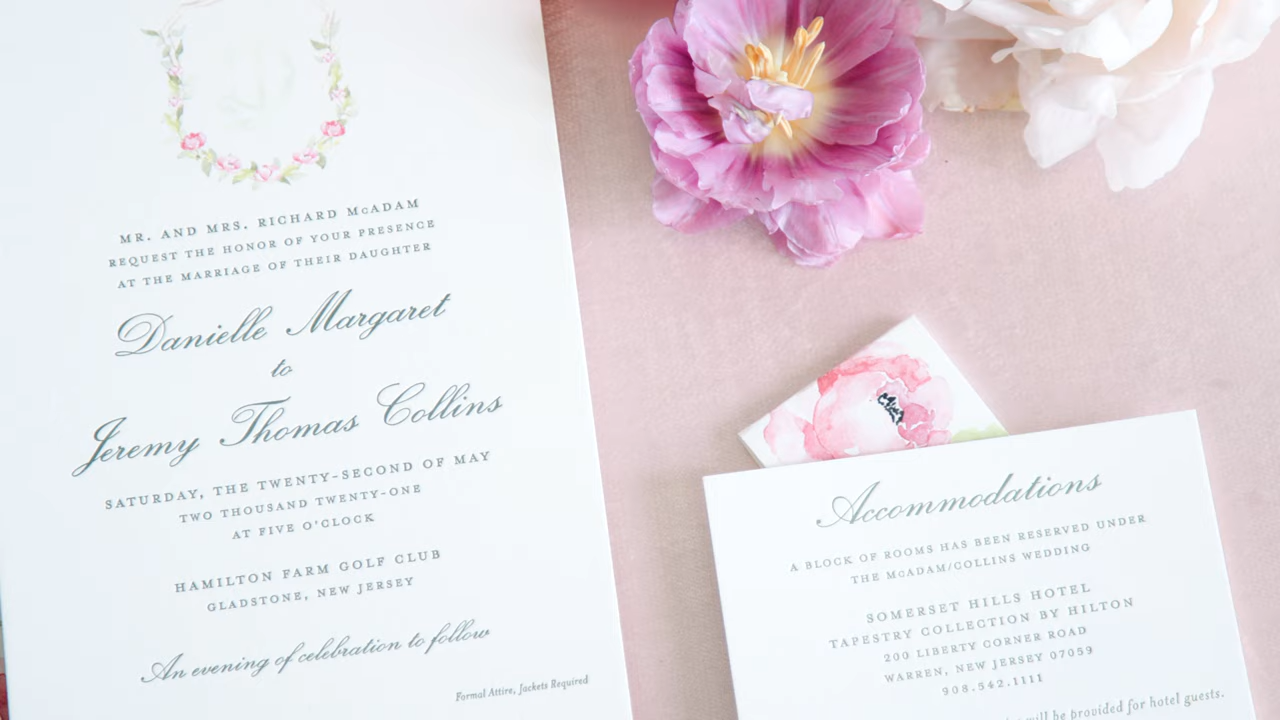 MR. AND MRS. RICHARD McADAM
REQUEST THE HONOR OF YOUR PRESENCE
AT THE MARRIAGE OF THEIR DAUGHTER
Danielle Margaret
to
Jeremy Thomas Collins
SATURDAY, THE TWENTY-SECOND OF MAY
TWO THOUSAND TWENTY-ONE
AT FIVE O'CLOCK
HAMILTON FARM GOLF CLUB
GLADSTONE, NEW JERSEY
An evening of celebration to follow
Formal Attire, Jackets Required
Accommodations
A BLOCK OF ROOMS HAS BEEN RESERVED UNDER
THE McADAM/COLLINS WEDDING
SOMERSET HILLS HOTEL
TAPESTRY COLLECTION BY HILTON
200 LIBERTY CORNER ROAD
WARREN, NEW JERSEY 07059
908.542.1111
will be provided for hotel guests.